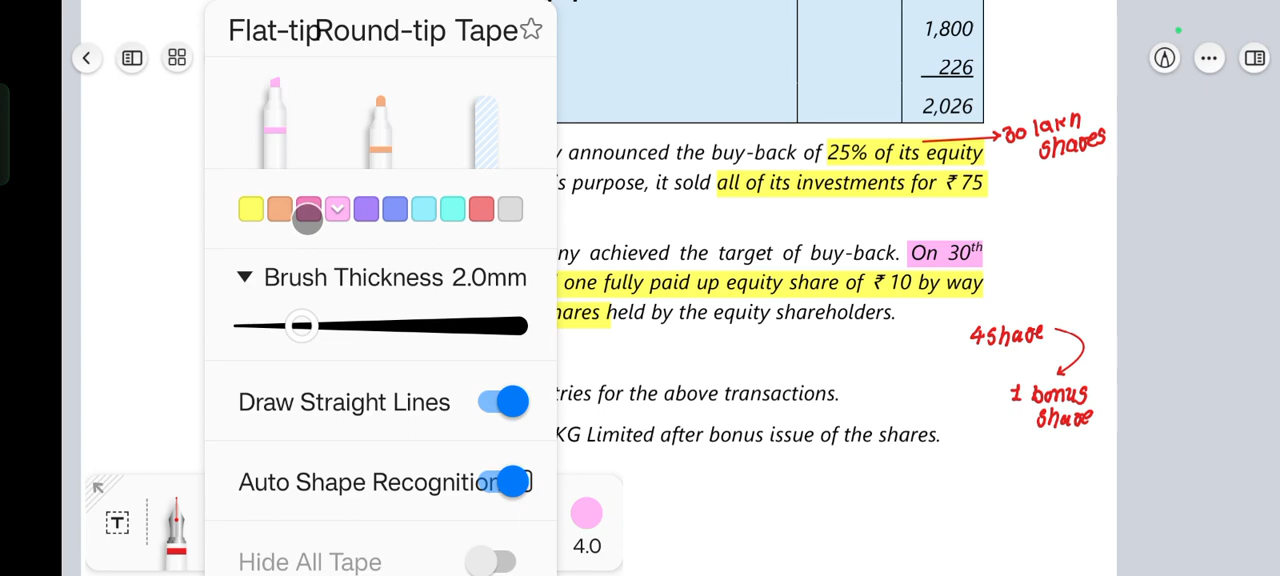 Flat-tip Round-tip Tape
1,800
226
2,026
announced the buy-back of 25% of its equity
30 lakh
shares
s purpose, it sold all of its investments for ₹ 75
ny achieved the target of buy-back. On 30th
one fully paid up equity share of ₹ 10 by way
hares held by the equity shareholders.
Brush Thickness 2.0mm
4 share
1 bonus
share
Draw Straight Lines
tries for the above transactions.
KG Limited after bonus issue of the shares.
Auto Shape Recognition
T
4.0
Hide All Tape